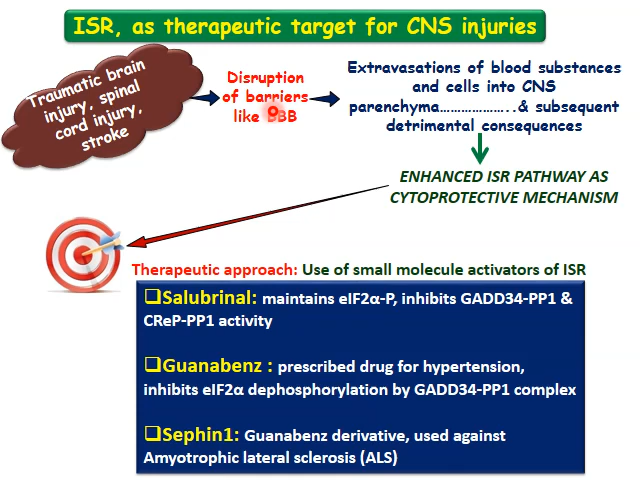 ISR, as therapeutic target for CNS injuries
Traumatic brain
injury, spinal
cord injury,
stroke
Disruption
of barriers
like BBB
Extravasations of blood substances
and cells into CNS
parenchyma………………..& subsequent
detrimental consequences
ENHANCED ISR PATHWAY AS
CYTOPROTECTIVE MECHANISM
Therapeutic approach: Use of small molecule activators of ISR
❑Salubrinal: maintains eIF2α-P, inhibits GADD34-PP1 &
CReP-PP1 activity
❑Guanabenz : prescribed drug for hypertension,
inhibits eIF2α dephosphorylation by GADD34-PP1 complex
❑Sephin1: Guanabenz derivative, used against
Amyotrophic lateral sclerosis (ALS)